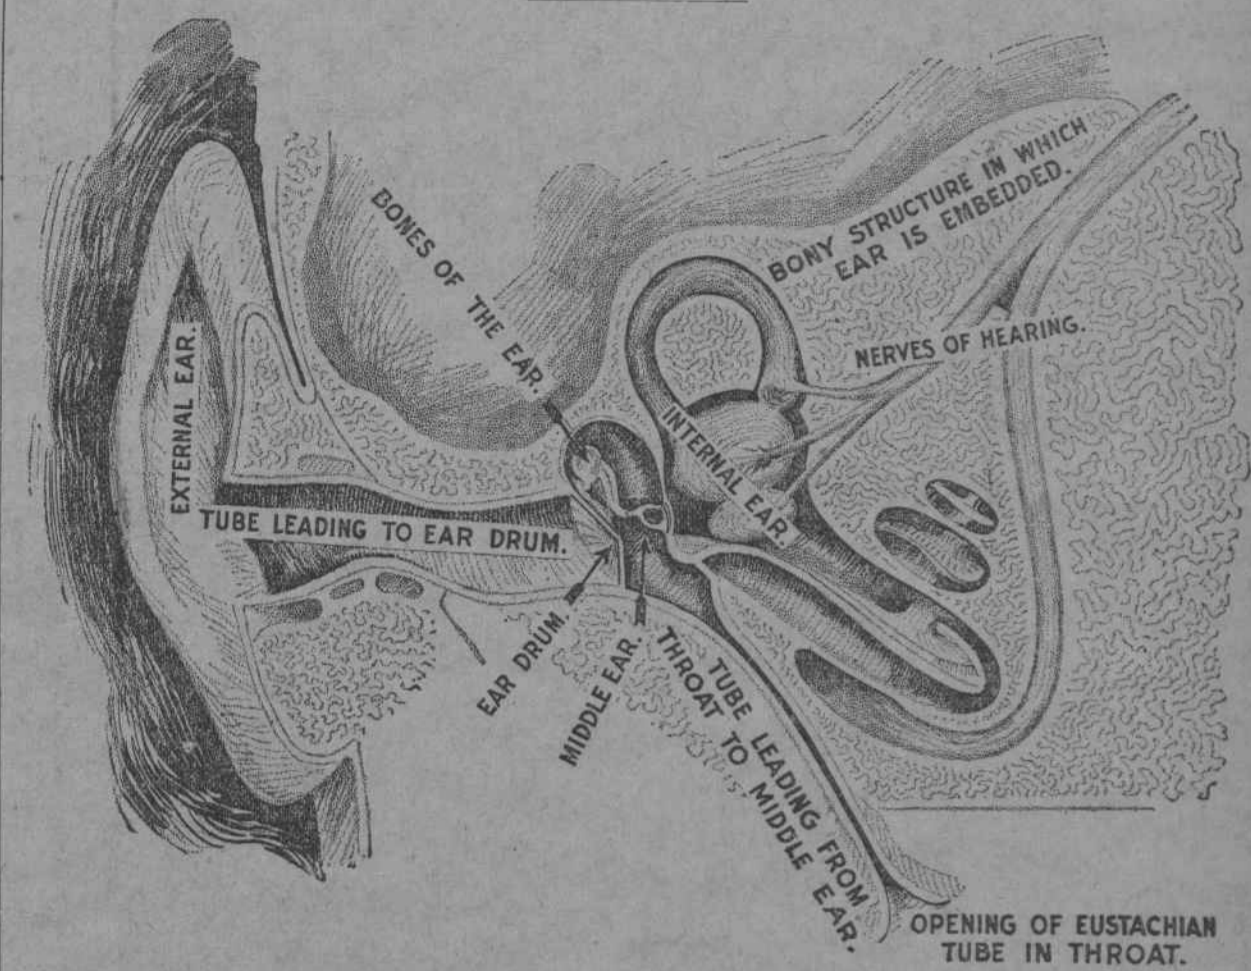 BONES OF THE EAR.
BONY STRUCTURE IN WHICH
EAR IS EMBEDDED.
NERVES OF HEARING.
EXTERNAL EAR.
INTERNAL EAR.
TUBE LEADING TO EAR DRUM.
EAR DRUM.
MIDDLE EAR.
TUBE LEADING FROM
THROAT TO MIDDLE EAR.
OPENING OF EUSTACHIAN
TUBE IN THROAT.